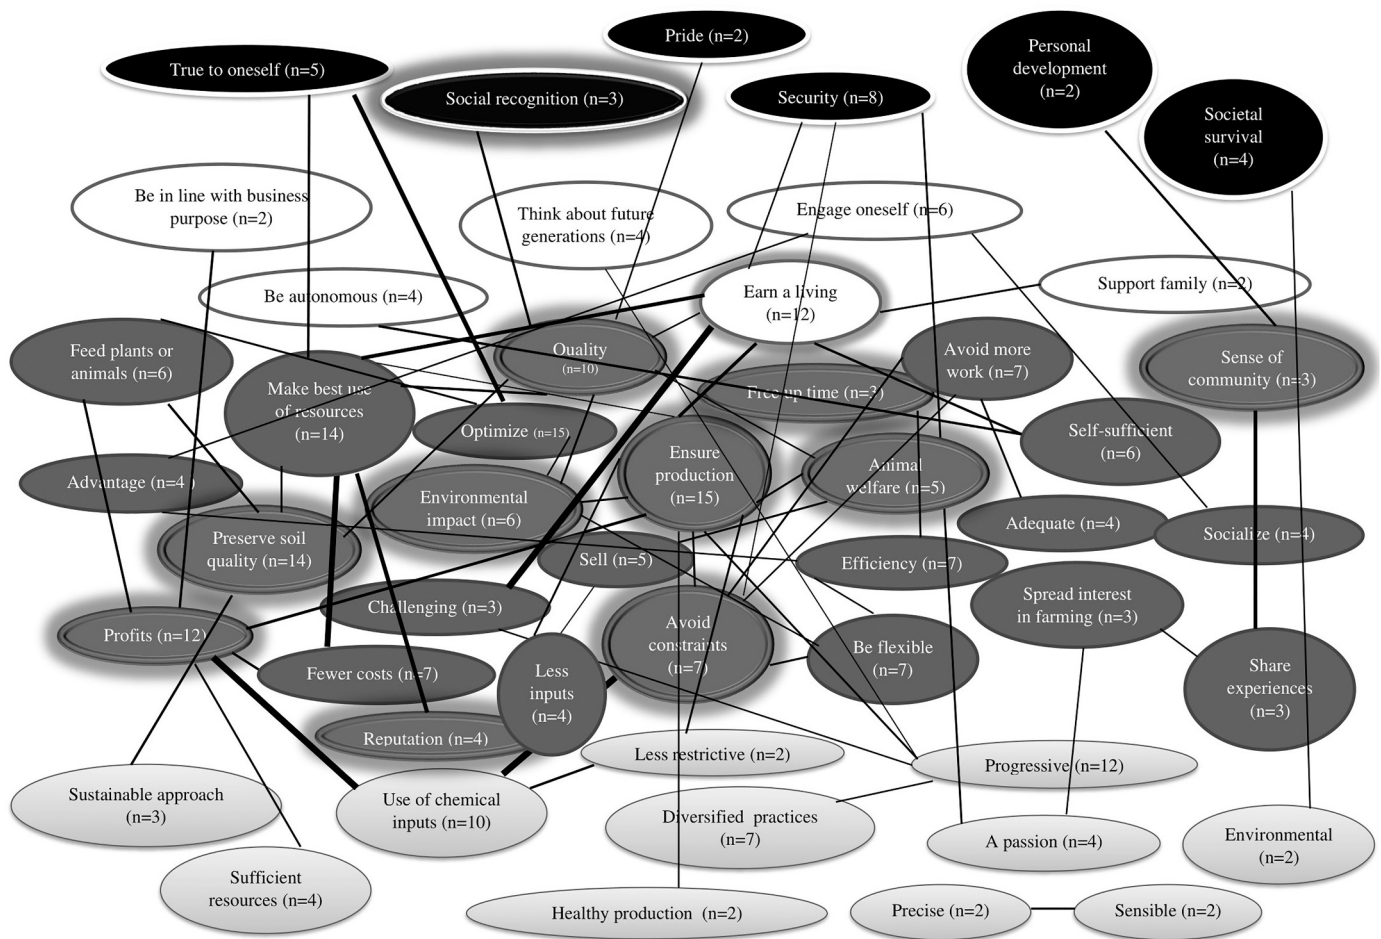 Pride (n=2)
True to oneself (n=5)
Social recognition (n=3)
Security (n=8)
Personal
development
(n=2)
Societal
survival
(n=4)
Be in line with business
purpose (n=2)
Think about future
generations (n=4)
Engage oneself (n=6)
Be autonomous (n=4)
Earn a living
(n=12)
Support family (n=2)
Feed plants or
animals (n=6)
Make best use
of resources
(n=14)
Quality
(n=10)
Free up time (n=3)
Avoid more
work (n=7)
Sense of
community (n=3)
Optimize (n=15)
Self-sufficient
(n=6)
Advantage (n=4
Environmental
impact (n=6)
Ensure
production
(n=15)
Animal
welfare (n=5)
Adequate (n=4)
Socialize (n=4)
Preserve soil
quality (n=14)
Sell (n=5)
Efficiency (n=7)
Challenging (n=3)
Spread interest
in farming (n=3)
Profits (n=12)
Avoid
constraints
(n=7)
Be flexible
(n=7)
Fewer costs (n=7)
Less
inputs
(n=4)
Share
experiences
(n=3)
Reputation (n=4)
Less restrictive (n=2)
Progressive (n=12)
Sustainable approach
(n=3)
Use of chemical
inputs (n=10)
Diversified practices
(n=7)
A passion (n=4)
Environmental
(n=2)
Sufficient
resources (n=4)
Healthy production (n=2)
Precise (n=2)
Sensible (n=2)